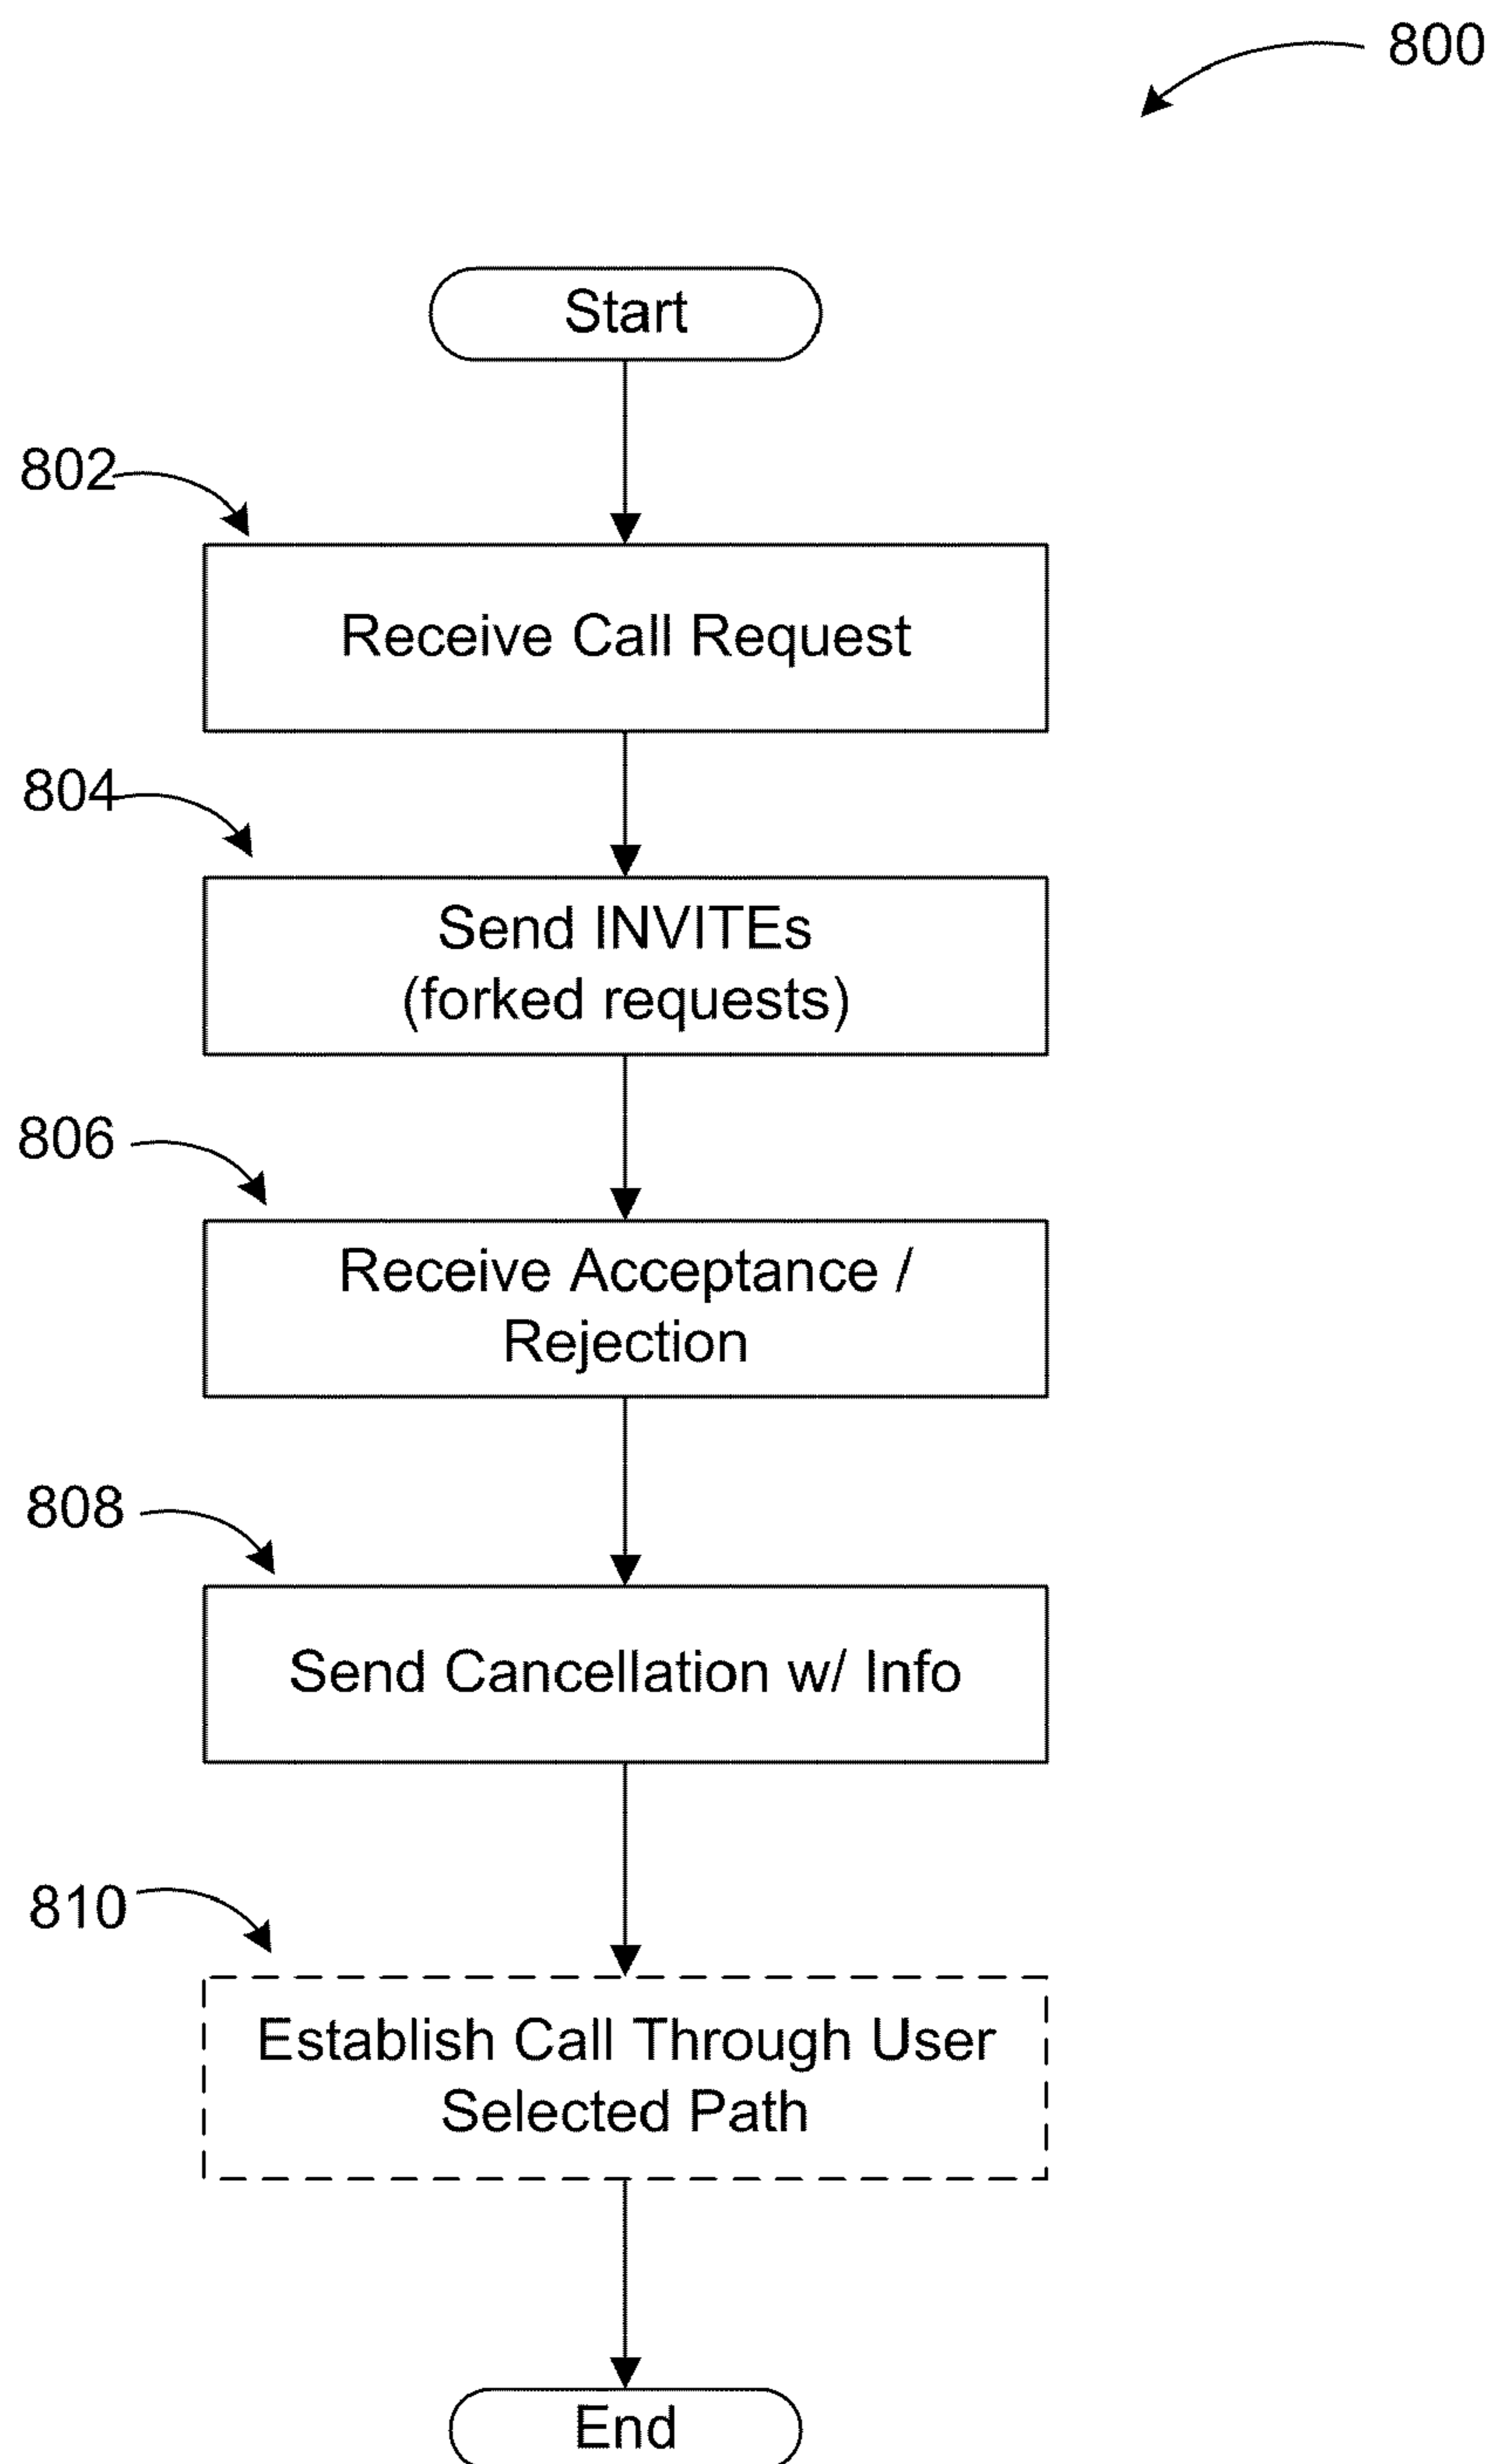 800
Start
802
Receive Call Request
804
Send INVITEs
(forked requests)
806
Receive Acceptance /
Rejection
808
Send Cancellation w/ Info
810
Establish Call Through User
Selected Path
End